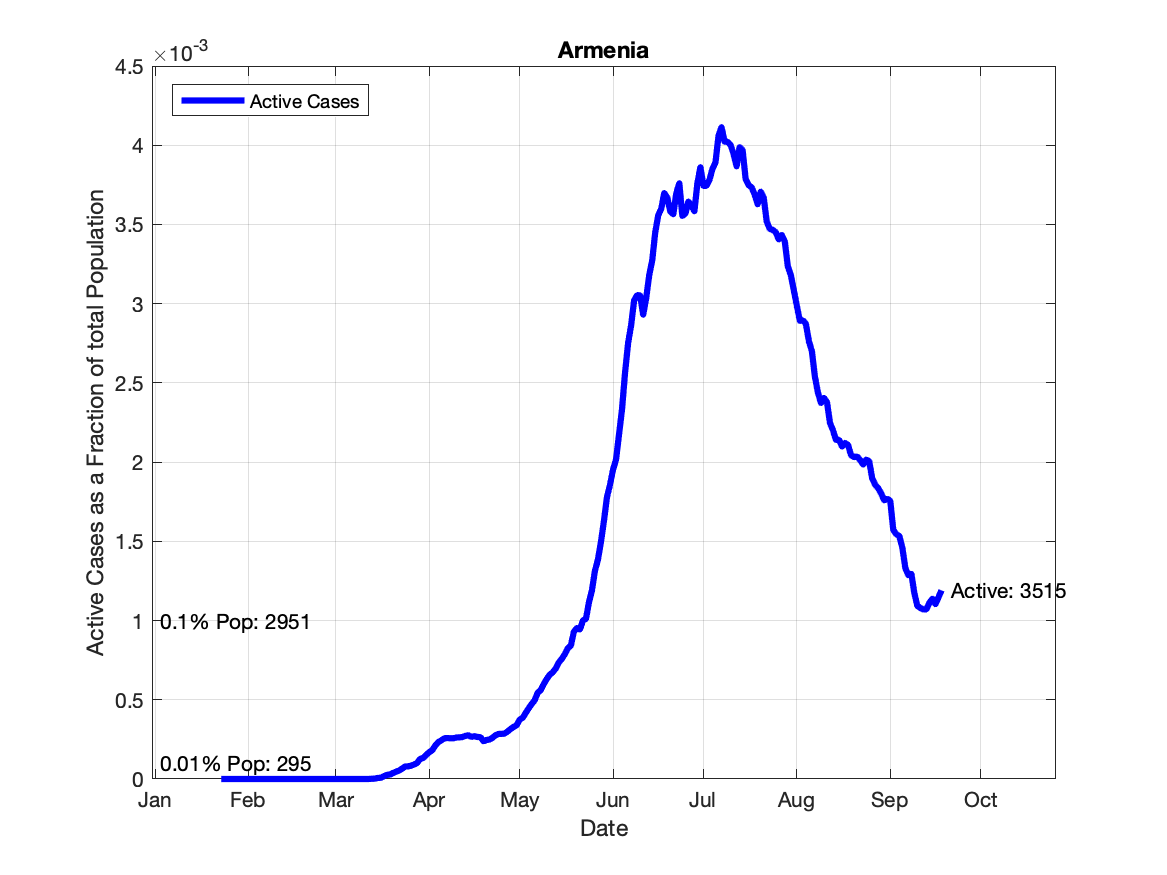 Armenia
×10-3
4.5
4
3.5
3
2.5
2
1.5
1
0.5
0
Active Cases
Active Cases as a Fraction of total Population
Active: 3515
0.1% Pop: 2951
0.01% Pop: 295
Jan Feb Mar Apr May Jun Jul Aug Sep Oct
Date